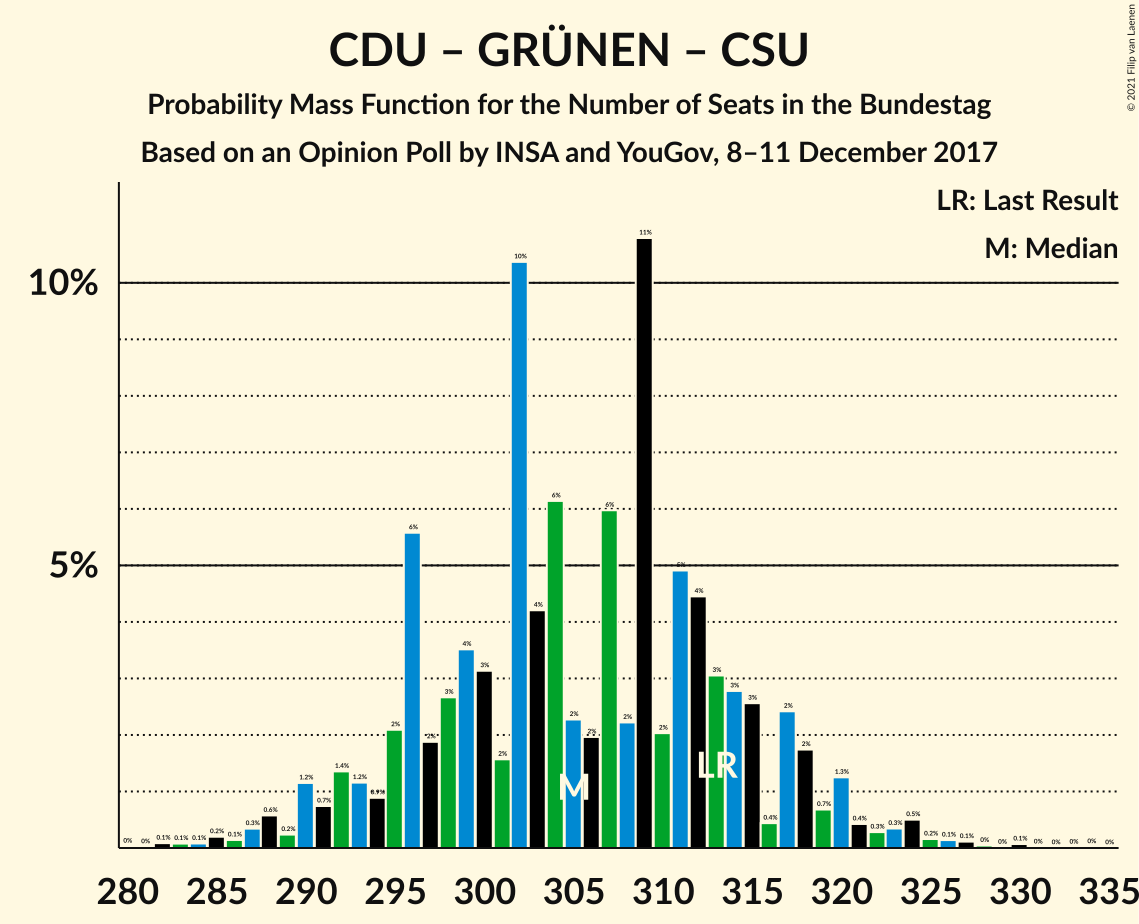 CDU – GRÜNEN – CSU
Probability Mass Function for the Number of Seats in the Bundestag
Based on an Opinion Poll by INSA and YouGov, 8–11 December 2017
© 2021 Filip van Laenen
LR: Last Result
M: Median
10%
5%
0% 0% 0.1% 0.1% 0.1% 0.2% 0.1% 0.3% 0.6% 0.2% 1.2% 0.7% 1.4% 1.2% 0.9% 2% 6% 2% 3% 4% 3% 2% 10% 4% 6% 2% 2% 6% 2% 11% 2% 5% 4% 3% 3% 3% 0.4% 2% 2% 0.7% 1.3% 0.4% 0.3% 0.3% 0.5% 0.2% 0.1% 0.1% 0% 0% 0.1% 0% 0% 0% 0% 0%
M
LR
280 285 290 295 300 305 310 315 320 325 330 335